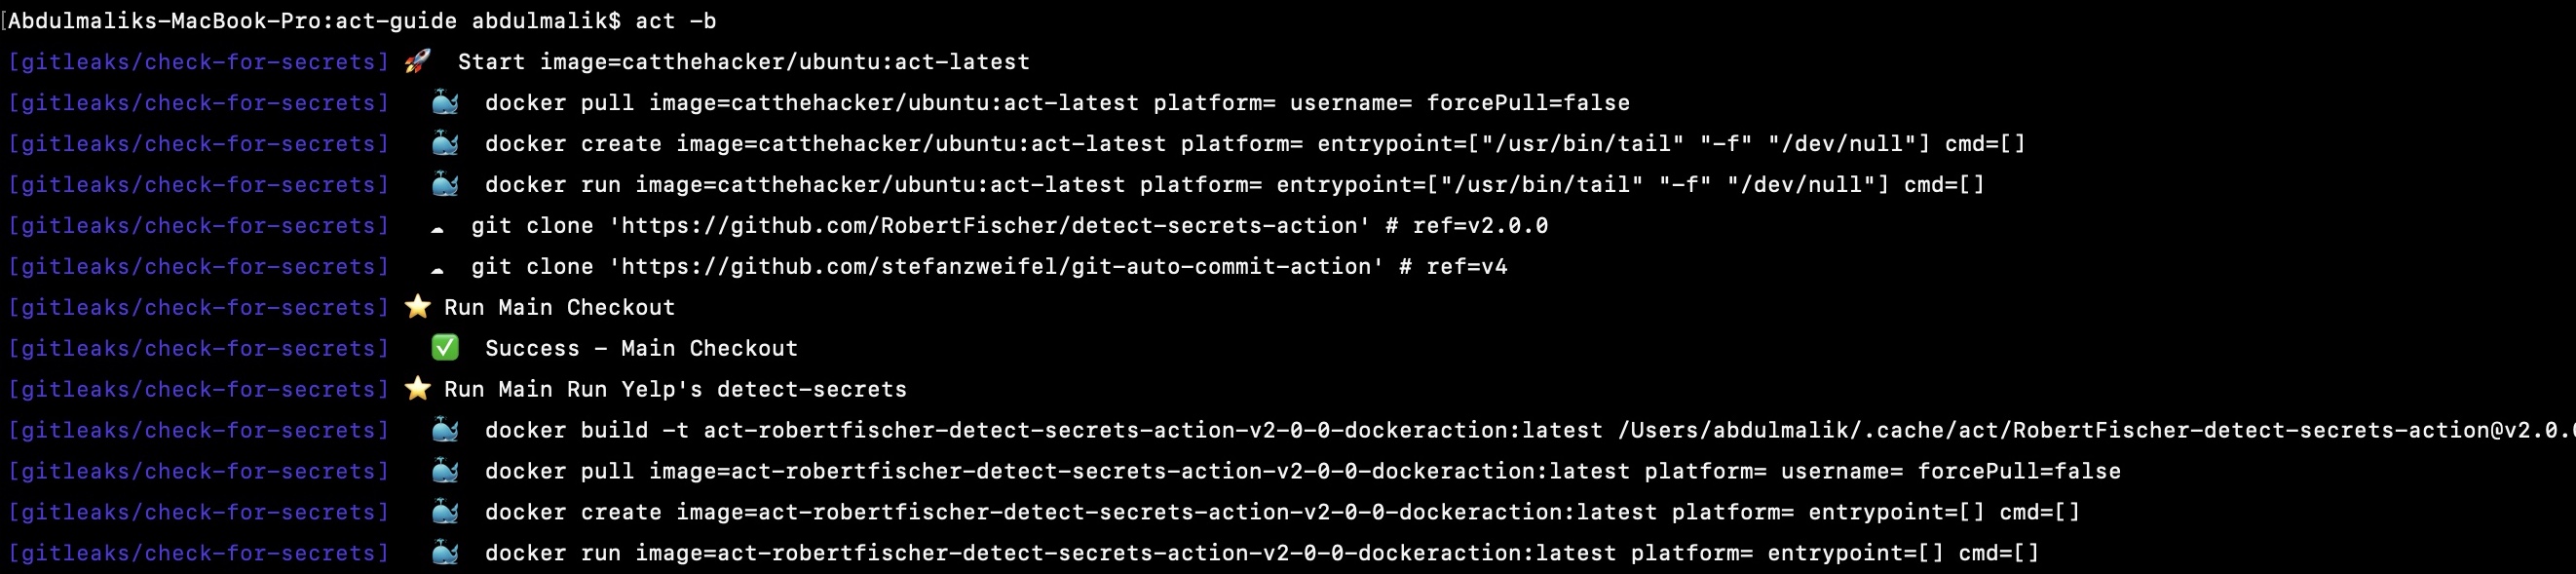 [Abdulmaliks-MacBook-Pro:act-guide abdulmalik$ act -b
[gitleaks/check-for-secrets] 🚀  Start image=catthehacker/ubuntu:act-latest
[gitleaks/check-for-secrets]   🐳  docker pull image=catthehacker/ubuntu:act-latest platform= username= forcePull=false
[gitleaks/check-for-secrets]   🐳  docker create image=catthehacker/ubuntu:act-latest platform= entrypoint=["/usr/bin/tail" "-f" "/dev/null"] cmd=[]
[gitleaks/check-for-secrets]   🐳  docker run image=catthehacker/ubuntu:act-latest platform= entrypoint=["/usr/bin/tail" "-f" "/dev/null"] cmd=[]
[gitleaks/check-for-secrets]   ☁  git clone 'https://github.com/RobertFischer/detect-secrets-action' # ref=v2.0.0
[gitleaks/check-for-secrets]   ☁  git clone 'https://github.com/stefanzweifel/git-auto-commit-action' # ref=v4
[gitleaks/check-for-secrets] ⭐ Run Main Checkout
[gitleaks/check-for-secrets]   ✅  Success - Main Checkout
[gitleaks/check-for-secrets] ⭐ Run Main Run Yelp's detect-secrets
[gitleaks/check-for-secrets]   🐳  docker build -t act-robertfischer-detect-secrets-action-v2-0-0-dockeraction:latest /Users/abdulmalik/.cache/act/RobertFischer-detect-secrets-action@v2.0.0
[gitleaks/check-for-secrets]   🐳  docker pull image=act-robertfischer-detect-secrets-action-v2-0-0-dockeraction:latest platform= username= forcePull=false
[gitleaks/check-for-secrets]   🐳  docker create image=act-robertfischer-detect-secrets-action-v2-0-0-dockeraction:latest platform= entrypoint=[] cmd=[]
[gitleaks/check-for-secrets]   🐳  docker run image=act-robertfischer-detect-secrets-action-v2-0-0-dockeraction:latest platform= entrypoint=[] cmd=[]